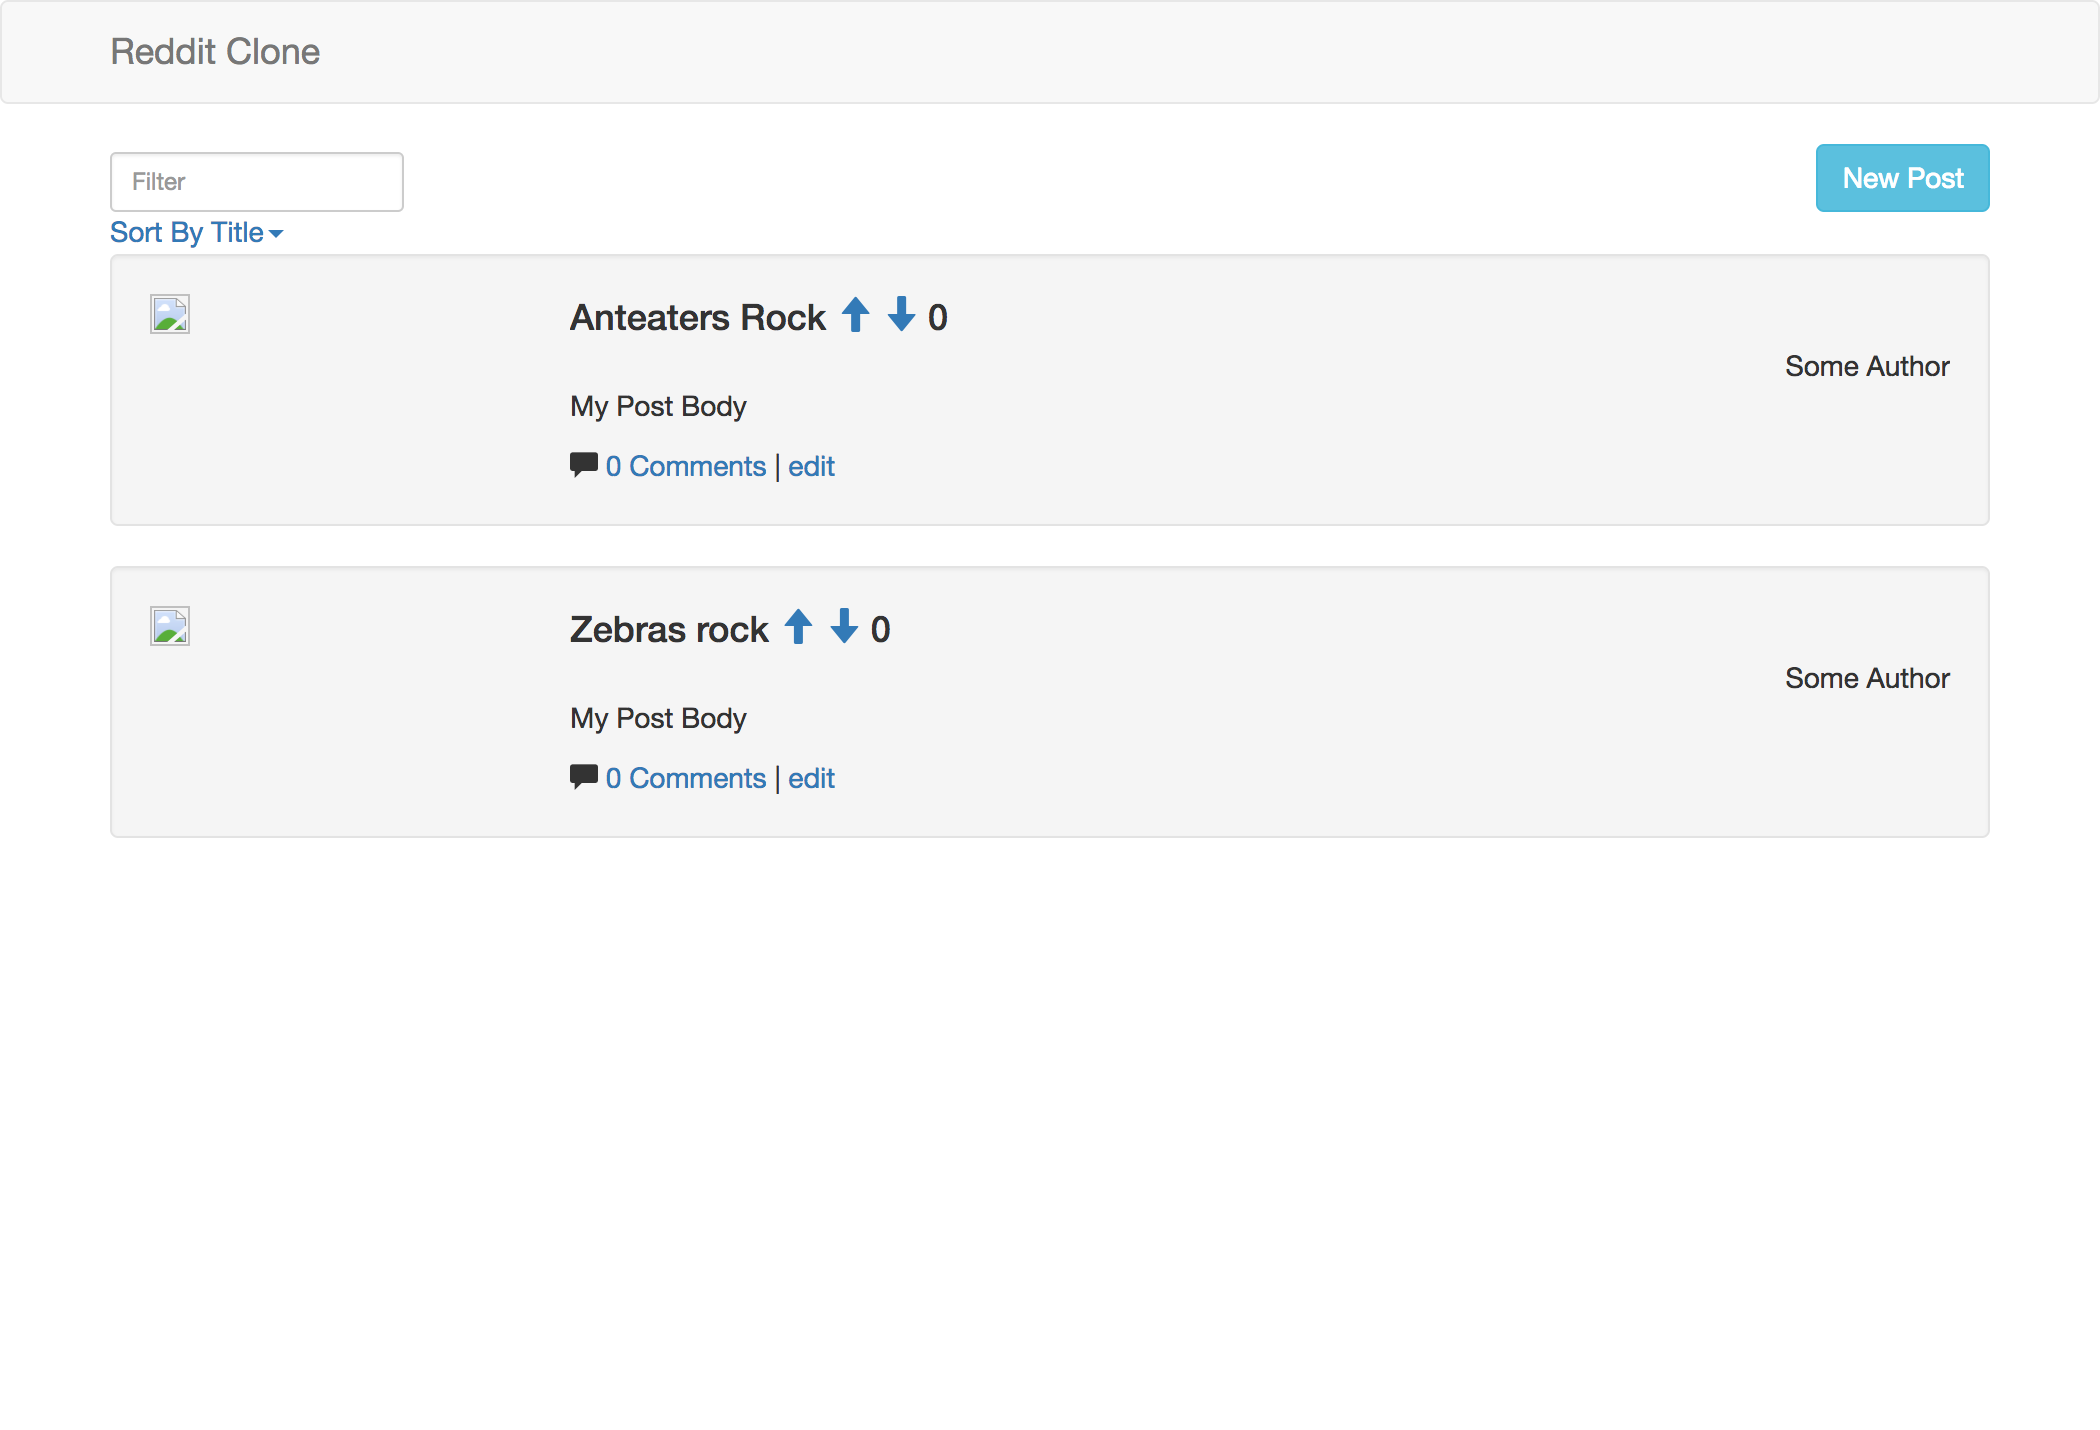 Reddit Clone
Filter
New Post
Sort By Title
Anteaters Rock 0
Some Author
My Post Body
0 Comments | edit
Zebras rock 0
Some Author
My Post Body
0 Comments | edit